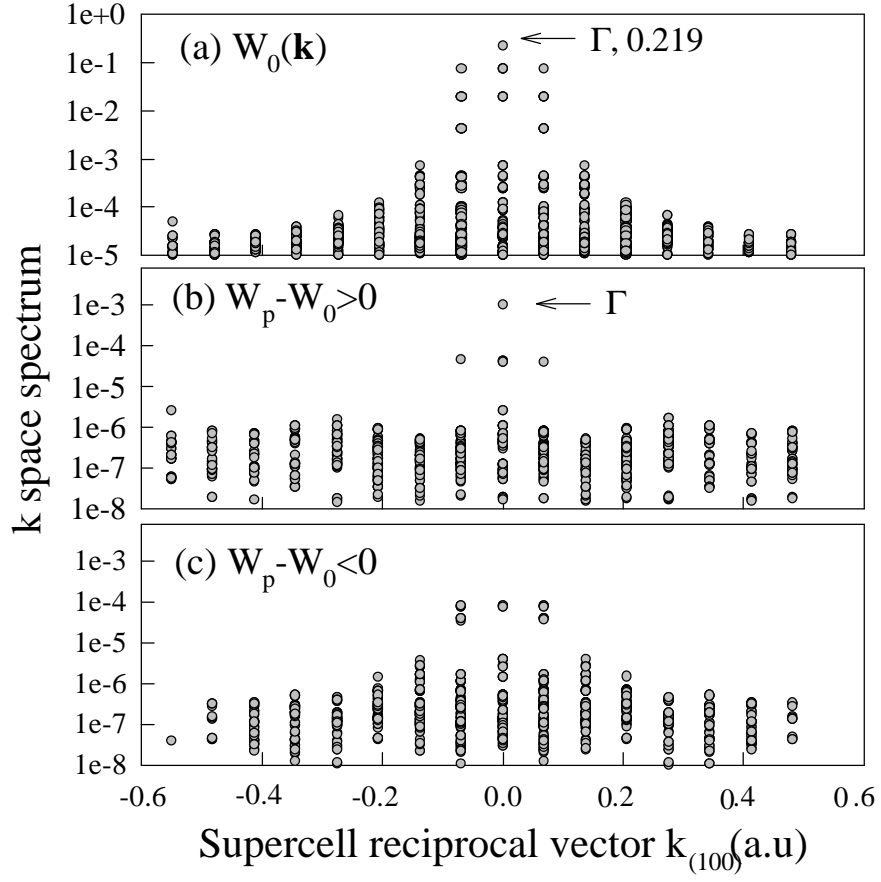 (a) W₀(k)
Γ, 0.219
1e+0
1e-1
1e-2
1e-3
1e-4
1e-5
(b) Wₚ-W₀>0
Γ
1e-3
1e-4
1e-5
1e-6
1e-7
1e-8
(c) Wₚ-W₀<0
1e-3
1e-4
1e-5
1e-6
1e-7
1e-8
k space spectrum
-0.6 -0.4 -0.2 0.0 0.2 0.4 0.6
Supercell reciprocal vector k₍₁₀₀₎(a.u)